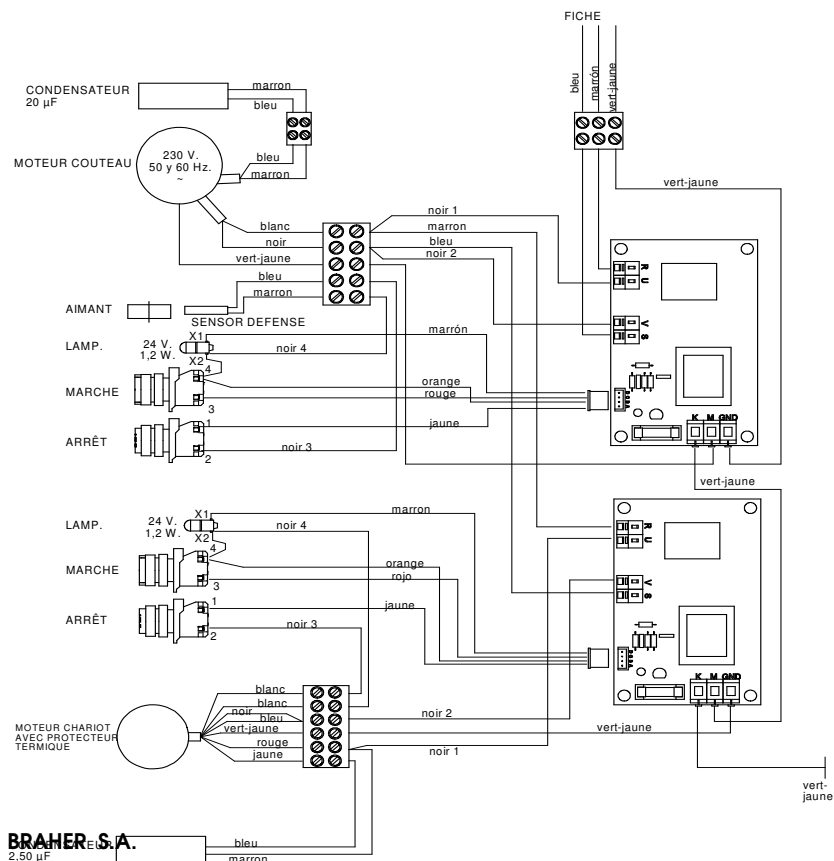 FICHE
bleu
marrón
vert-jaune
CONDENSATEUR
20 µF
marron
bleu
MOTEUR COUTEAU
230 V.
50 y 60 Hz.
~
bleu
marron
vert-jaune
blanc
noir
vert-jaune
bleu
marron
noir 1
marron
bleu
noir 2
R
U
V
S
AIMANT
SENSOR DEFENSE
LAMP.
24 V.
1,2 W.
X1
X2
marrón
noir 4
MARCHE
4
3
orange
rouge
ARRÊT
1
2
jaune
noir 3
K M GND
vert-jaune
LAMP.
24 V.
1,2 W.
X1
X2
marron
noir 4
MARCHE
4
3
orange
rojo
ARRÊT
1
2
jaune
noir 3
R
U
V
S
K M GND
MOTEUR CHARIOT
AVEC PROTECTEUR
TERMIQUE
blanc
blanc
noir
bleu
vert-jaune
rouge
jaune
noir 2
vert-jaune
noir 1
vert-
jaune
BRAHER S.A.
CONDENSATEUR
2,50 µF
bleu
marron